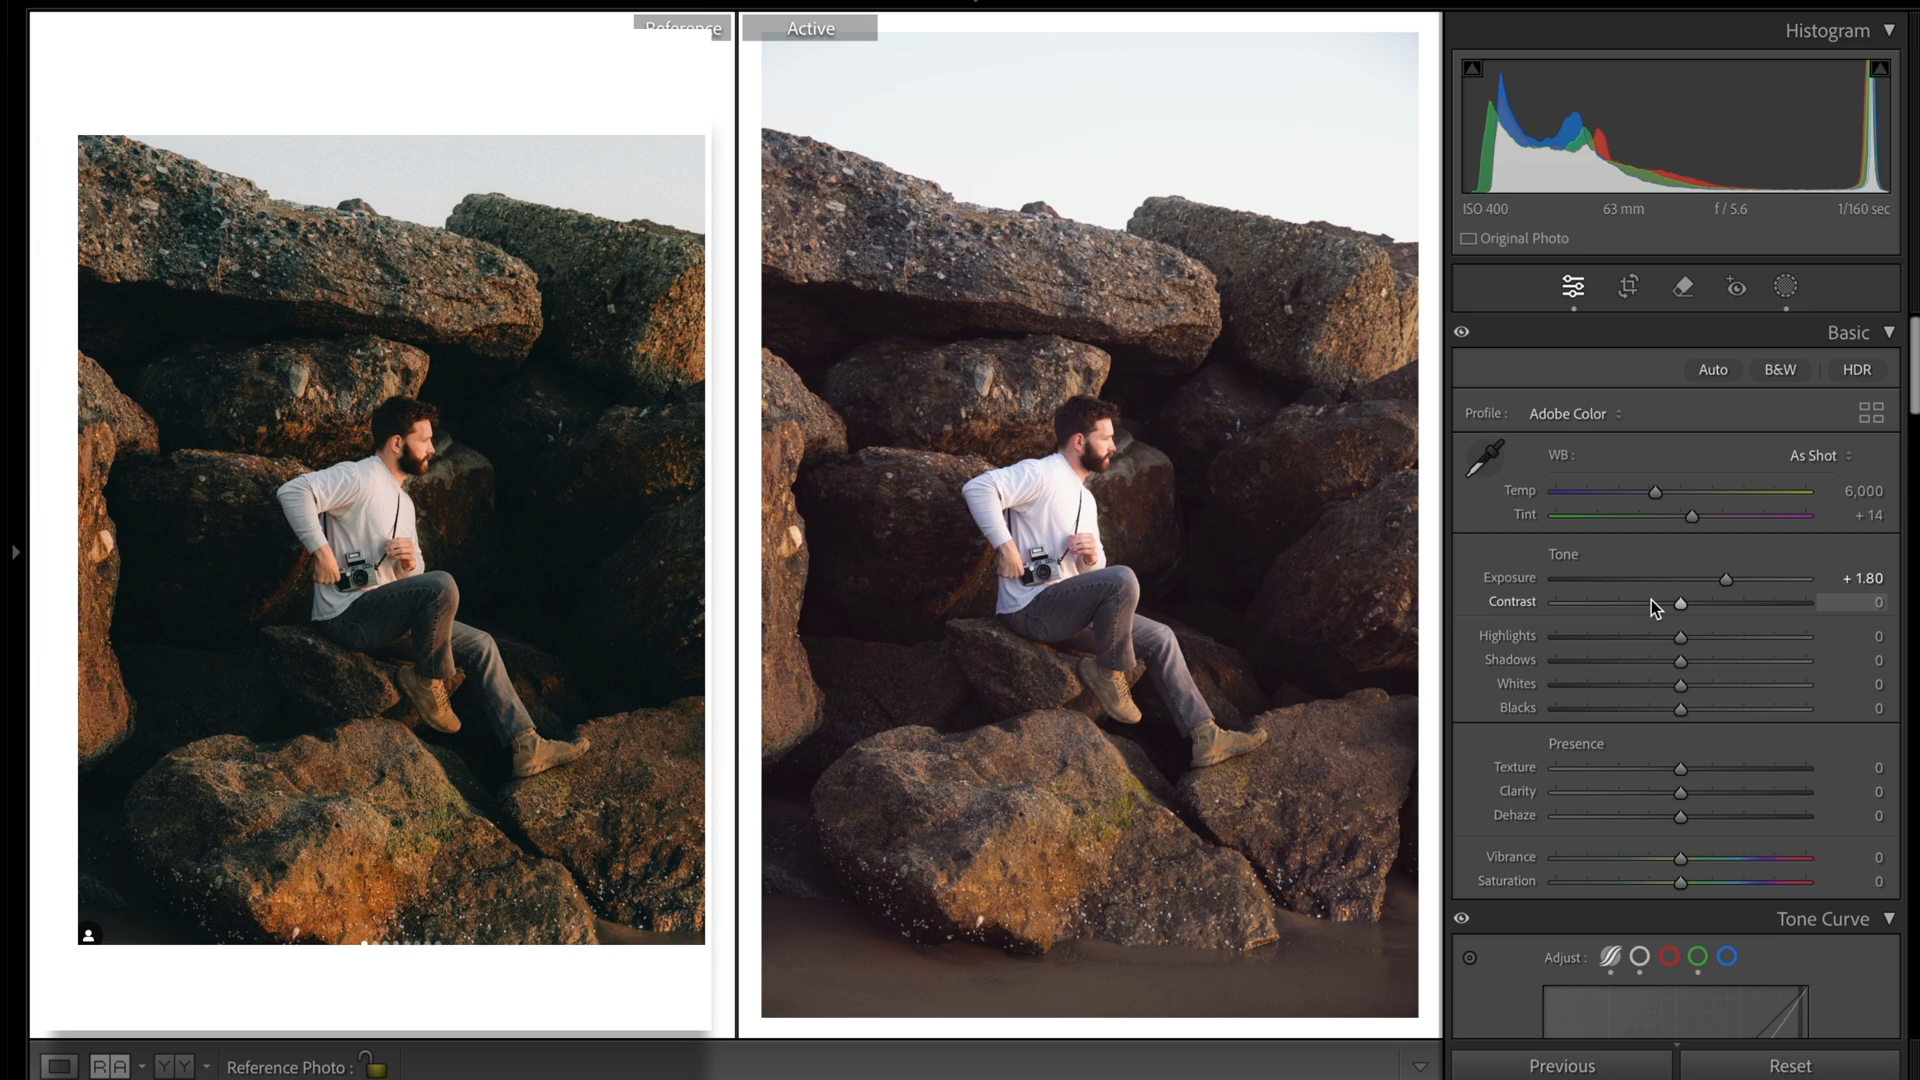 Reference
Active
Histogram
ISO 400 63 mm f / 5.6 1/160 sec
Original Photo
Basic
Auto B&W HDR
Profile : Adobe Color
WB : As Shot
Temp 6,000
Tint + 14
Tone
Exposure + 1.80
Contrast 0
Highlights 0
Shadows 0
Whites 0
Blacks 0
Presence
Texture 0
Clarity 0
Dehaze 0
Vibrance 0
Saturation 0
Tone Curve
Adjust :
R A Y Y Reference Photo :
Previous Reset